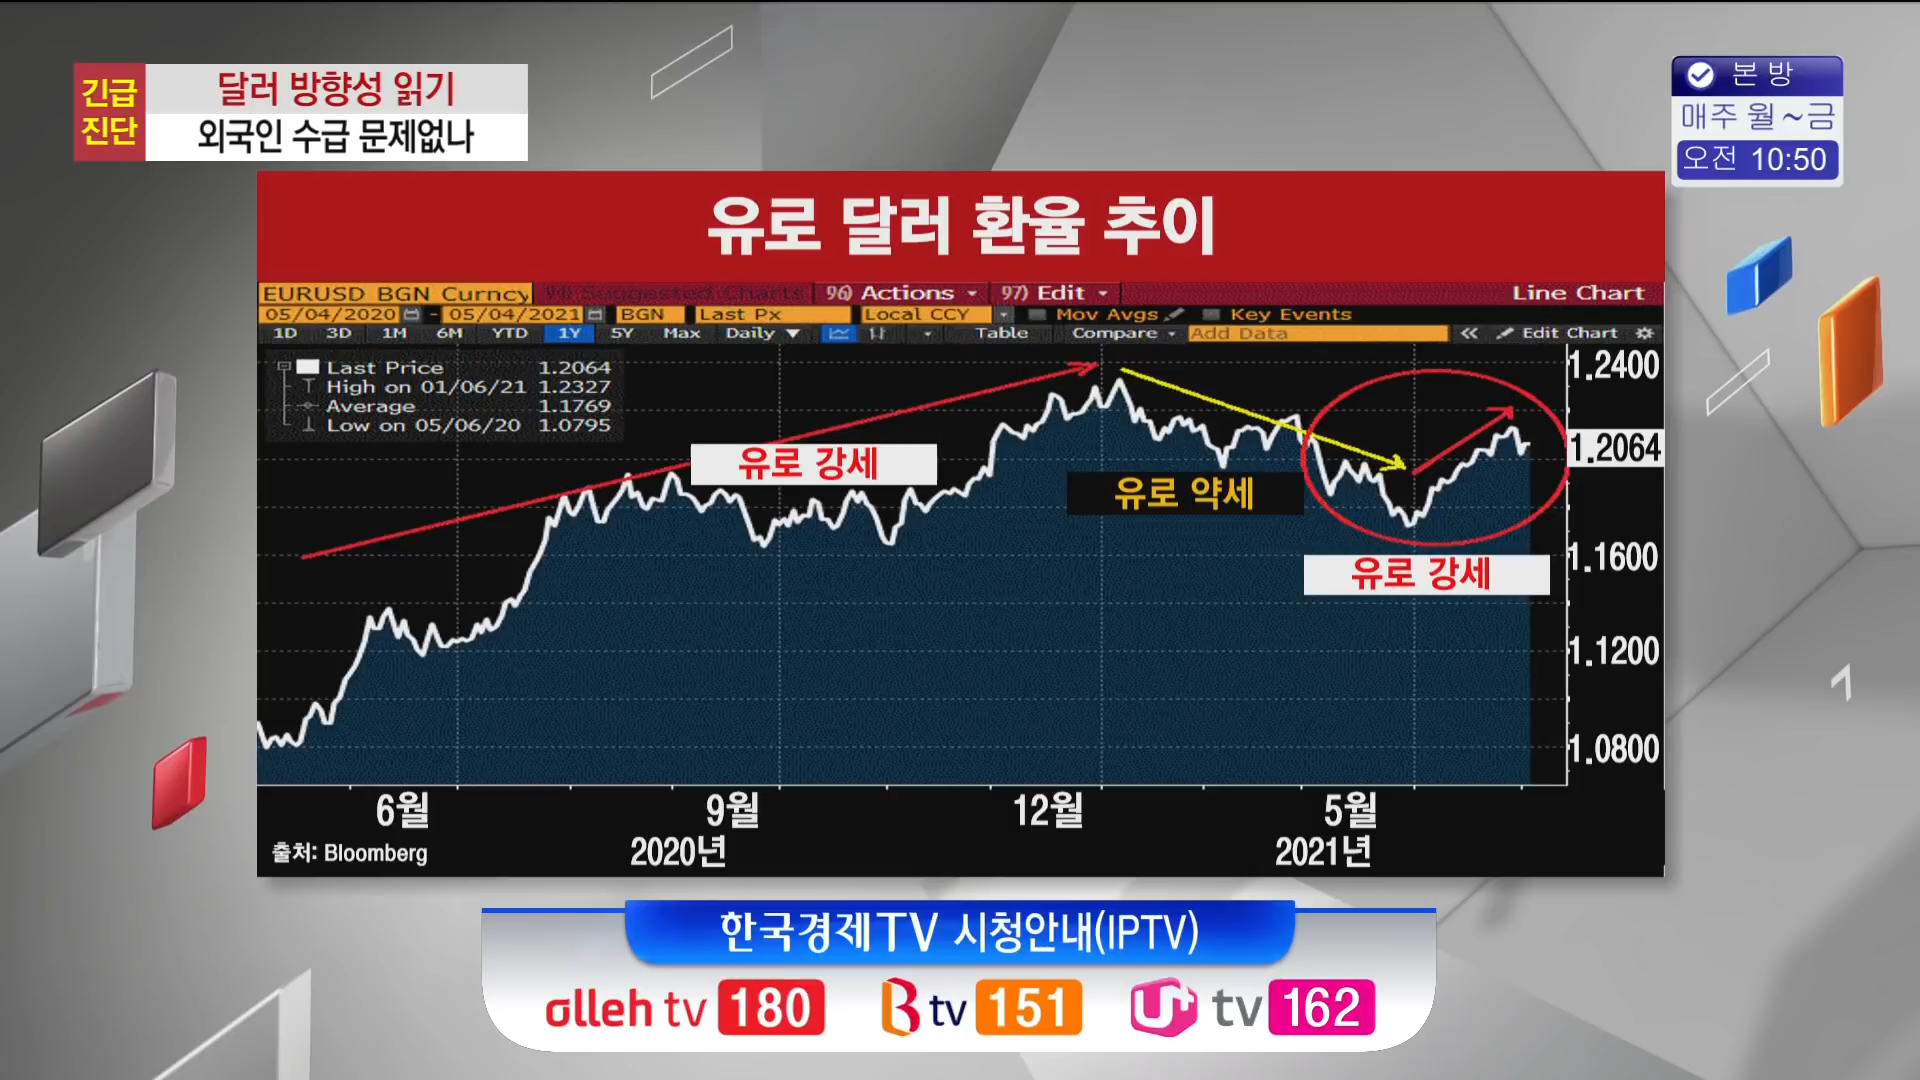 긴급
진단
달러 방향성 읽기
외국인 수급 문제없나
본 방
매주 월~금
오전 10:50
유로 달러 환율 추이
EURUSD BGN Curncy 94) Suggested Charts 96) Actions 97) Edit Line Chart
05/04/2020 - 05/04/2021 BGN Last Px Local CCY Mov Avgs Key Events
1D 3D 1M 6M YTD 1Y 5Y Max Daily Table Compare Add Data « Edit Chart
Last Price 1.2064
High on 01/06/21 1.2327
Average 1.1769
Low on 05/06/20 1.0795
1.2400
1.2064
1.1600
1.1200
1.0800
유로 강세
유로 약세
유로 강세
6월 9월 12월 5월
2020년 2021년
출처: Bloomberg
한국경제TV 시청안내(IPTV)
olleh tv 180 B tv 151 U+ tv 162